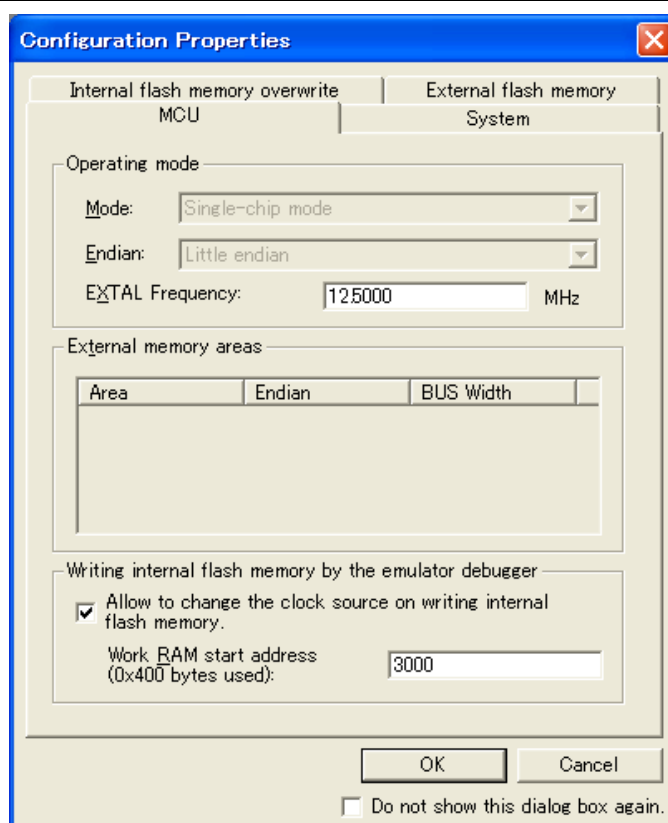 Configuration Properties
Internal flash memory overwrite
External flash memory
MCU
System
Operating mode
Mode:
Single-chip mode
Endian:
Little endian
EXTAL Frequency:
12.5000
MHz
External memory areas
Area
Endian
BUS Width
Writing internal flash memory by the emulator debugger
Allow to change the clock source on writing internal
flash memory.
Work RAM start address
(0x400 bytes used):
3000
OK
Cancel
Do not show this dialog box again.